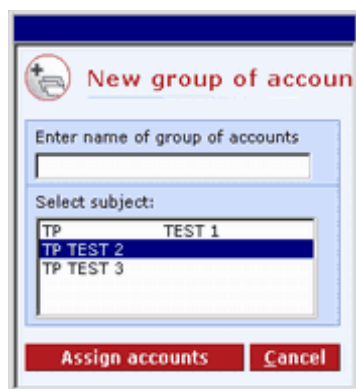 New group of accoun
Enter name of group of accounts
Select subject:
TP TEST 1
TP TEST 2
TP TEST 3
Assign accounts Cancel